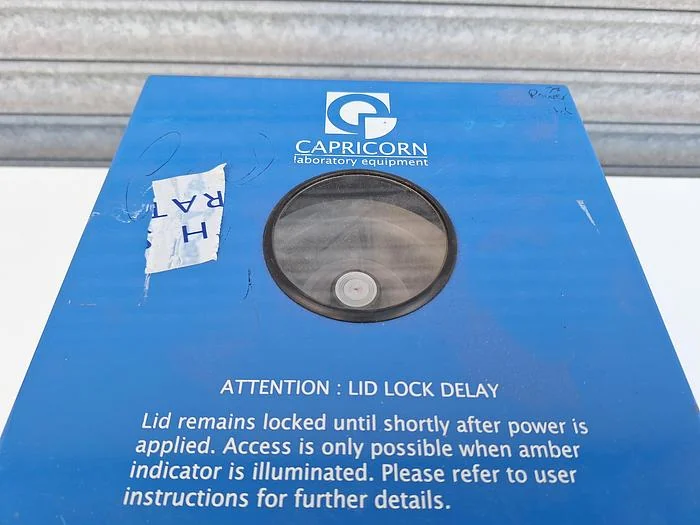 CAPRICORN
laboratory equipment
H
RAT
ATTENTION : LID LOCK DELAY
Lid remains locked until shortly after power is
applied. Access is only possible when amber
indicator is illuminated. Please refer to user
instructions for further details.